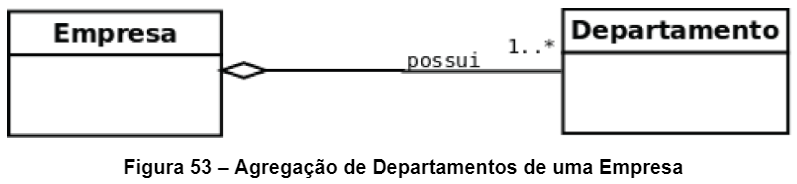 Empresa
Departamento
1..*
possui
Figura 53 – Agregação de Departamentos de uma Empresa